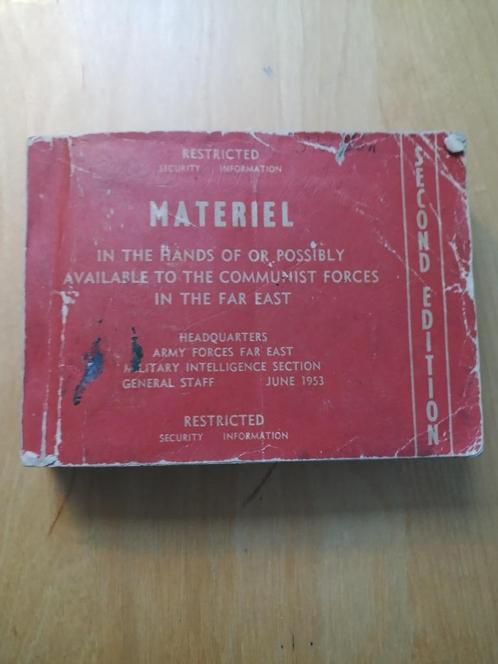 RESTRICTED
SECURITY INFORMATION
MATERIEL
IN THE HANDS OF OR POSSIBLY
AVAILABLE TO THE COMMUNIST FORCES
IN THE FAR EAST
HEADQUARTERS
ARMY FORCES FAR EAST
MILITARY INTELLIGENCE SECTION
GENERAL STAFF JUNE 1953
RESTRICTED
SECURITY INFORMATION
SECOND EDITION